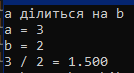 а ділиться на b
a = 3
b = 2
3 / 2 = 1.500